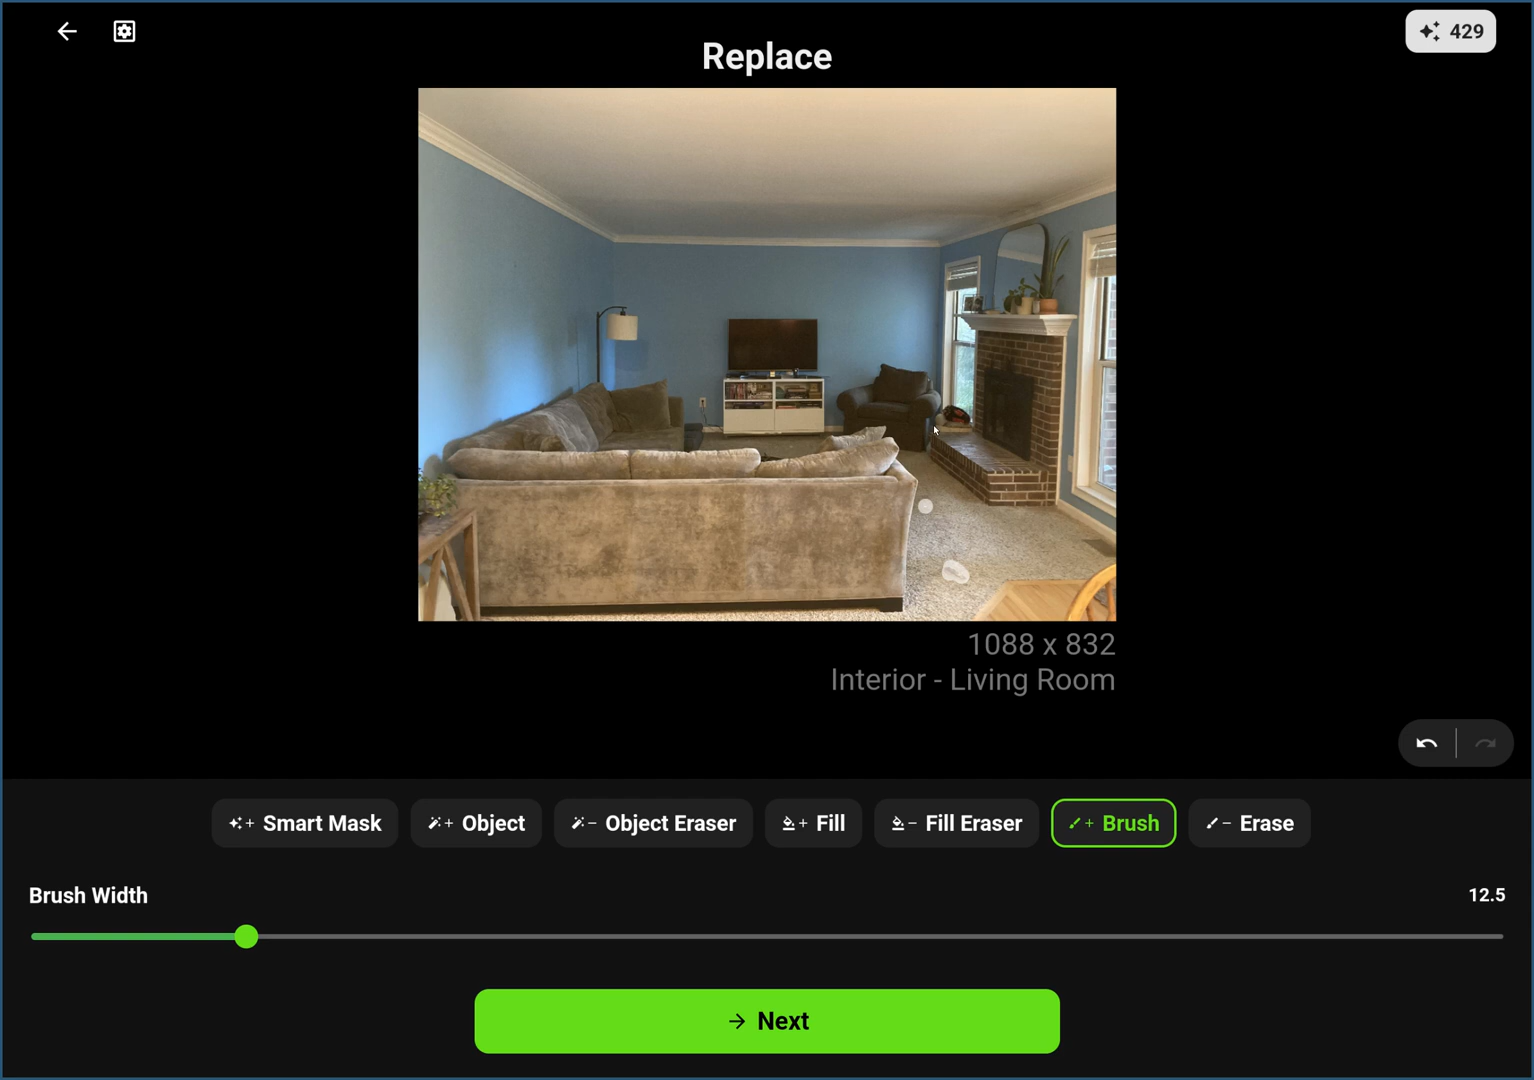 429
Replace
1088 x 832
Interior - Living Room
Smart Mask
Object
Object Eraser
Fill
Fill Eraser
Brush
Erase
Brush Width
12.5
Next